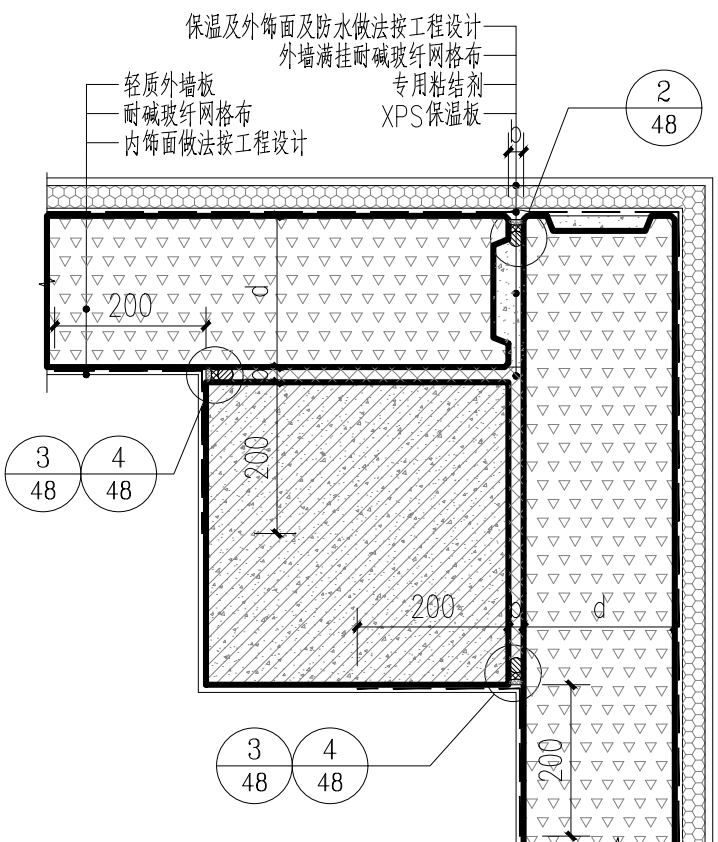 保温及外饰面及防水做法按工程设计
外墙满挂耐碱玻纤网格布
专用粘结剂
XPS保温板
轻质外墙板
耐碱玻纤网格布
内饰面做法按工程设计
2
48
b
200
d
b
200
3
48
4
48
200
b
d
3
48
4
48
200